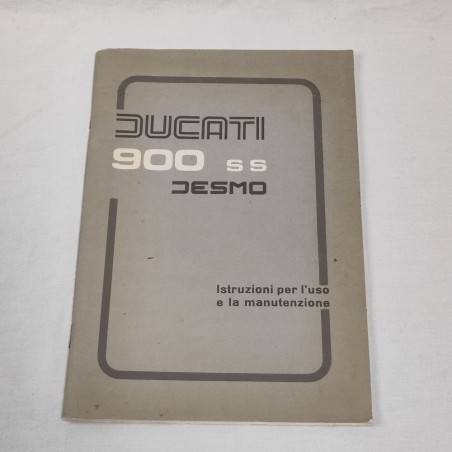 DUCATI
900 SS
DESMO
Istruzioni per l'uso
e la manutenzione